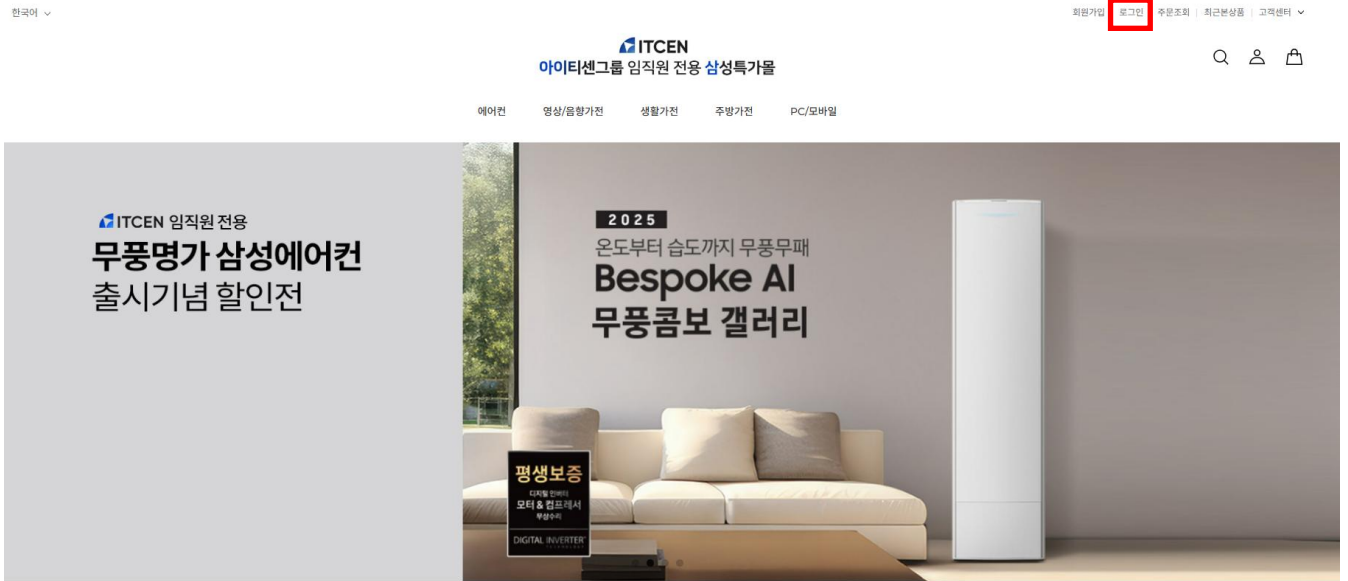 한국어
회원가입 로그인 주문조회 최근본상품 고객센터
ITCEN
아이티센그룹 임직원 전용 삼성특가몰
에어컨 영상/음향가전 생활가전 주방가전 PC/모바일
ITCEN 임직원 전용
무풍명가 삼성에어컨
출시기념 할인전
2025
온도부터 습도까지 무풍무패
Bespoke AI
무풍콤보 갤러리
평생보증
디지털 인버터
모터 & 컴프레서
무상수리
DIGITAL INVERTER
TECHNOLOGY